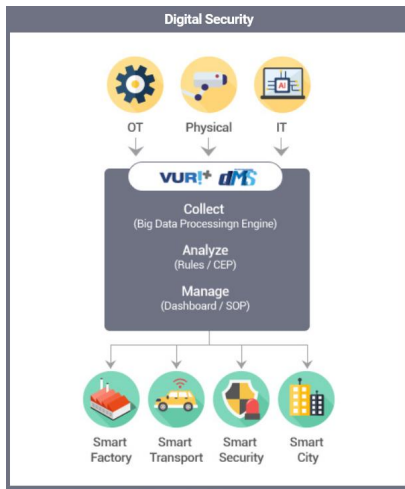 Digital Security
AI
OT Physical IT
VUR!+ dMS
Collect
(Big Data Processingn Engine)
Analyze
(Rules / CEP)
Manage
(Dashboard / SOP)
Smart Smart Smart Smart
Factory Transport Security City